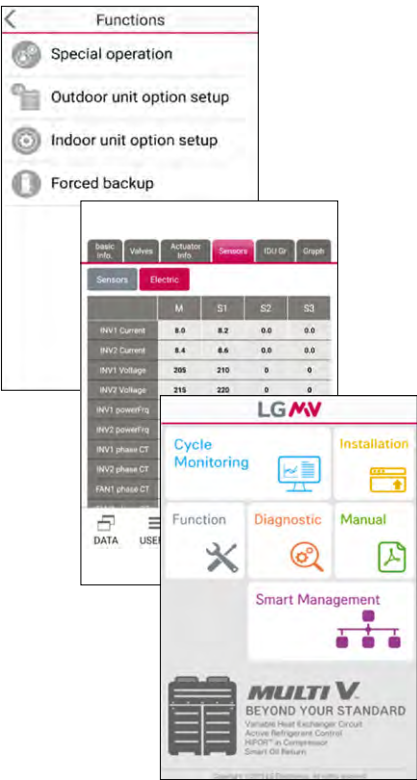 Functions
Special operation
Outdoor unit option setup
Indoor unit option setup
Forced backup
basic Info.
Valves
Actuator Info.
Sensors
IDU Gr
Graph
Sensors
Electric
M S1 S2 S3
INV1 Current 8.0 8.2 0.0 0.0
INV2 Current 8.4 8.6 0.0 0.0
INV1 Voltage 205 210 0 0
INV2 Voltage 215 220 0 0
INV1 powerFrq
INV2 powerFrq
INV1 phase CT
INV2 phase CT
FAN1 phase CT
DATA
LG MV
Cycle
Monitoring
Installation
Function
Diagnostic
Manual
Smart Management
MULTI V
BEYOND YOUR STANDARD
Variable Heat Exchanger Circuit
Active Refrigerant Control
HiPOR™ in Compressor
Smart Oil Return